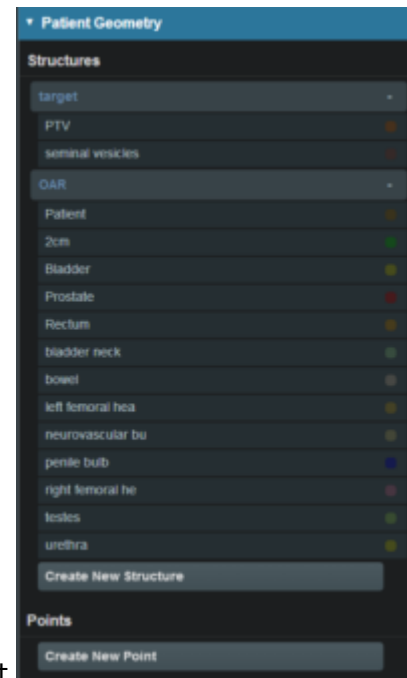 Patient Geometry
Structures
target
PTV
seminal vesicles
OAR
Patient
2cm
Bladder
Prostate
Rectum
bladder neck
bowel
left femoral hea
neurovascular bu
penile bulb
right femoral he
testes
urethra
Create New Structure
Points
Create New Point